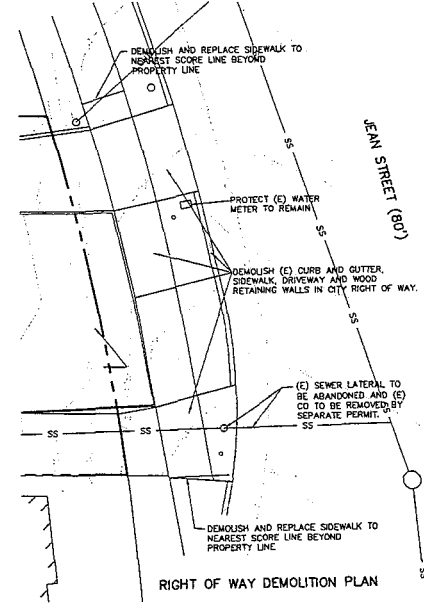 DEMOLISH AND REPLACE SIDEWALK TO
NEAREST SCORE LINE BEYOND
PROPERTY LINE
SS
JEAN STREET (80')
SS
PROTECT (E) WATER
METER TO REMAIN
DEMOLISH (E) CURB AND GUTTER,
SIDEWALK, DRIVEWAY AND WOOD
RETAINING WALLS IN CITY RIGHT OF WAY.
SS
(E) SEWER LATERAL TO
BE ABANDONED AND (E)
CO TO BE REMOVED BY
SEPARATE PERMIT.
SS
SS
SS
SS
DEMOLISH AND REPLACE SIDEWALK TO
NEAREST SCORE LINE BEYOND
PROPERTY LINE
SS
RIGHT OF WAY DEMOLITION PLAN